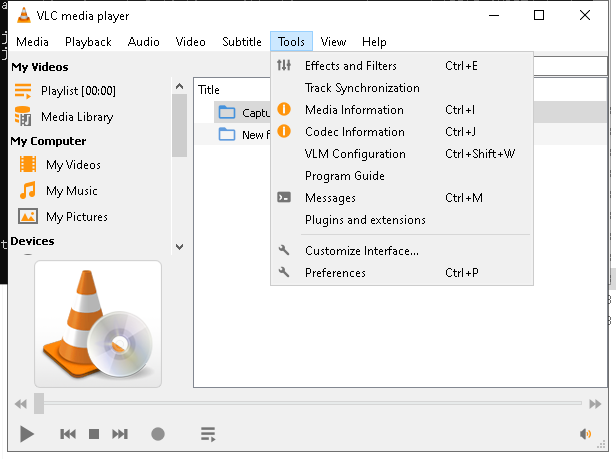 VLC media player
Media Playback Audio Video Subtitle Tools View Help
My Videos
Playlist [00:00]
Media Library
My Computer
My Videos
My Music
My Pictures
Devices
Title
Captu
New f
Effects and Filters Ctrl+E
Track Synchronization
Media Information Ctrl+I
Codec Information Ctrl+J
VLM Configuration Ctrl+Shift+W
Program Guide
Messages Ctrl+M
Plugins and extensions
Customize Interface...
Preferences Ctrl+P